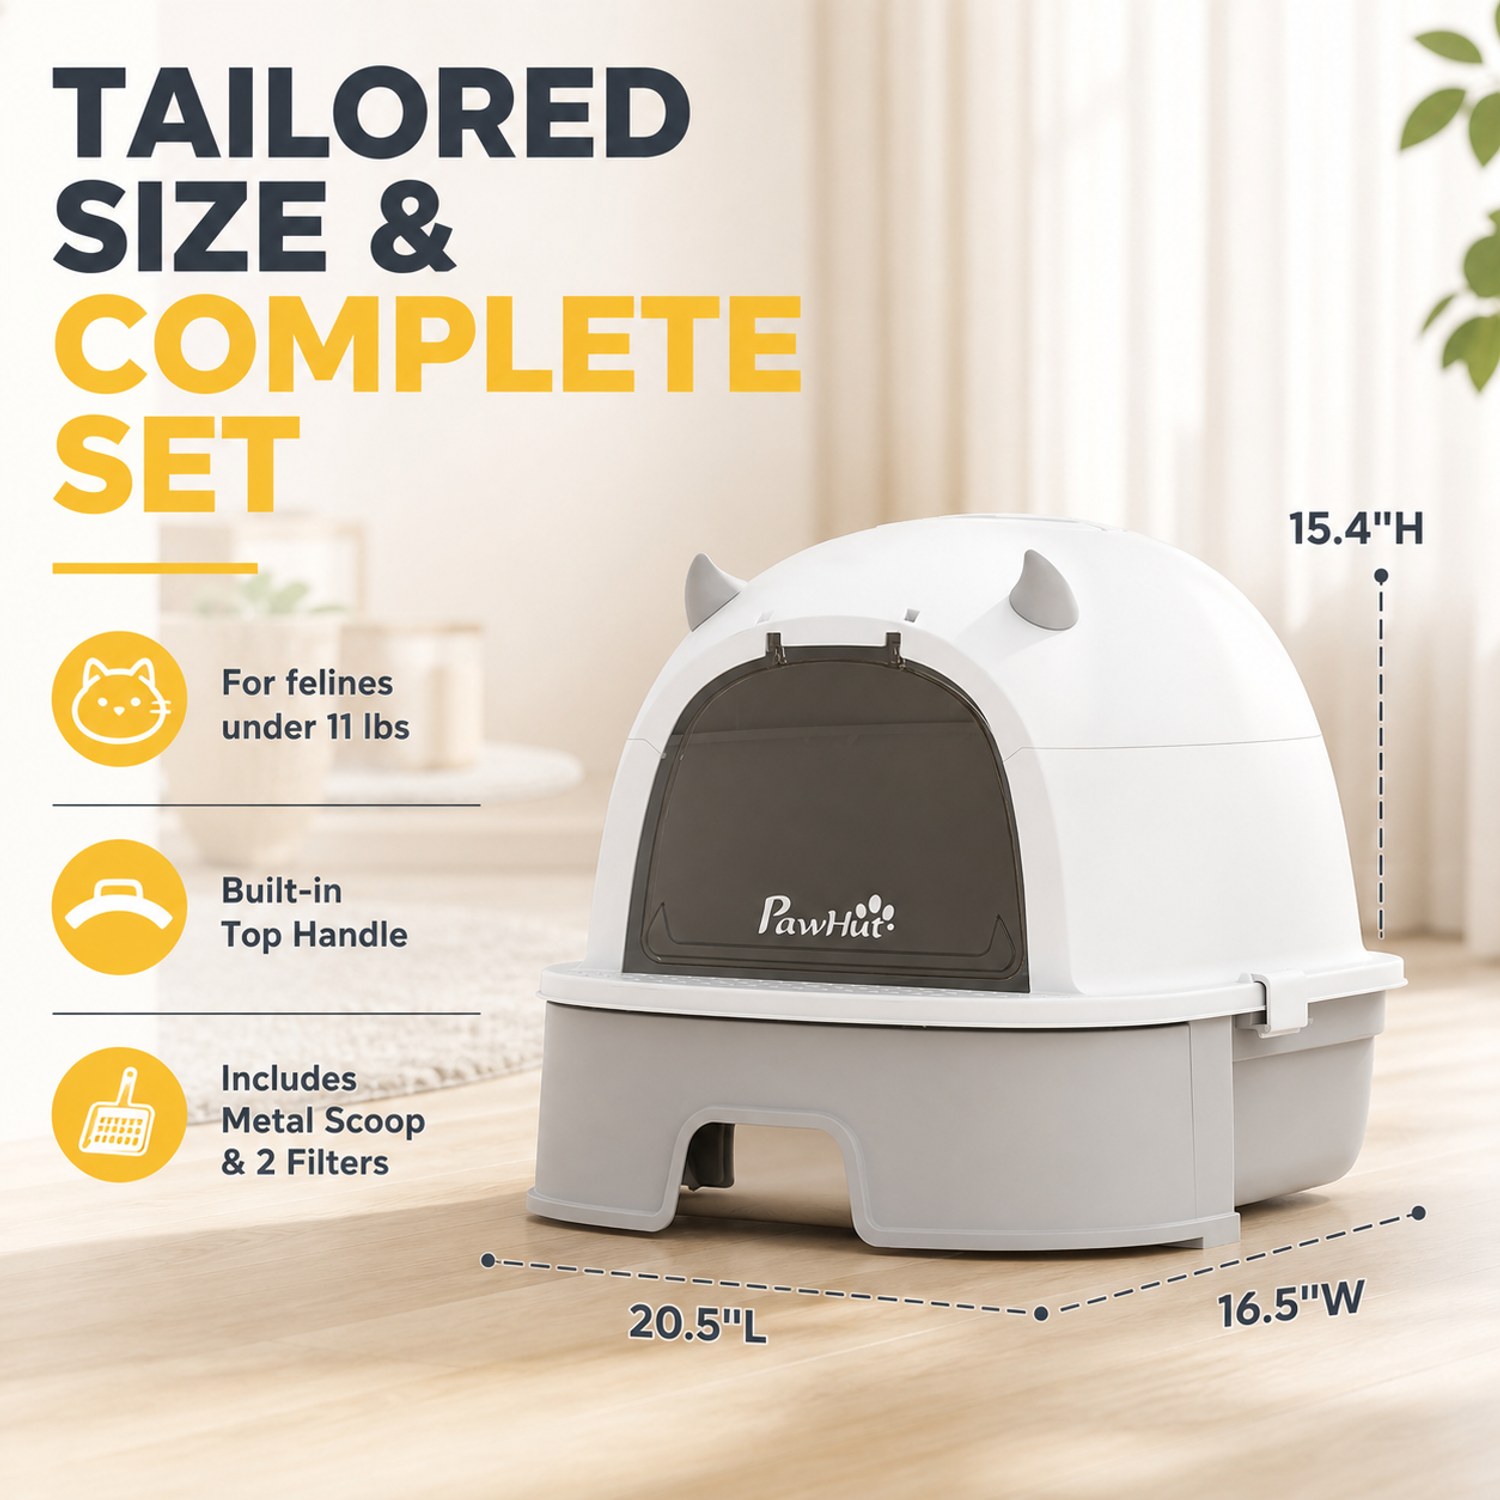 TAILORED
SIZE &
COMPLETE
SET
For felines
under 11 lbs
Built-in
Top Handle
Includes
Metal Scoop
& 2 Filters
15.4"H
PawHut
20.5"L
16.5"W